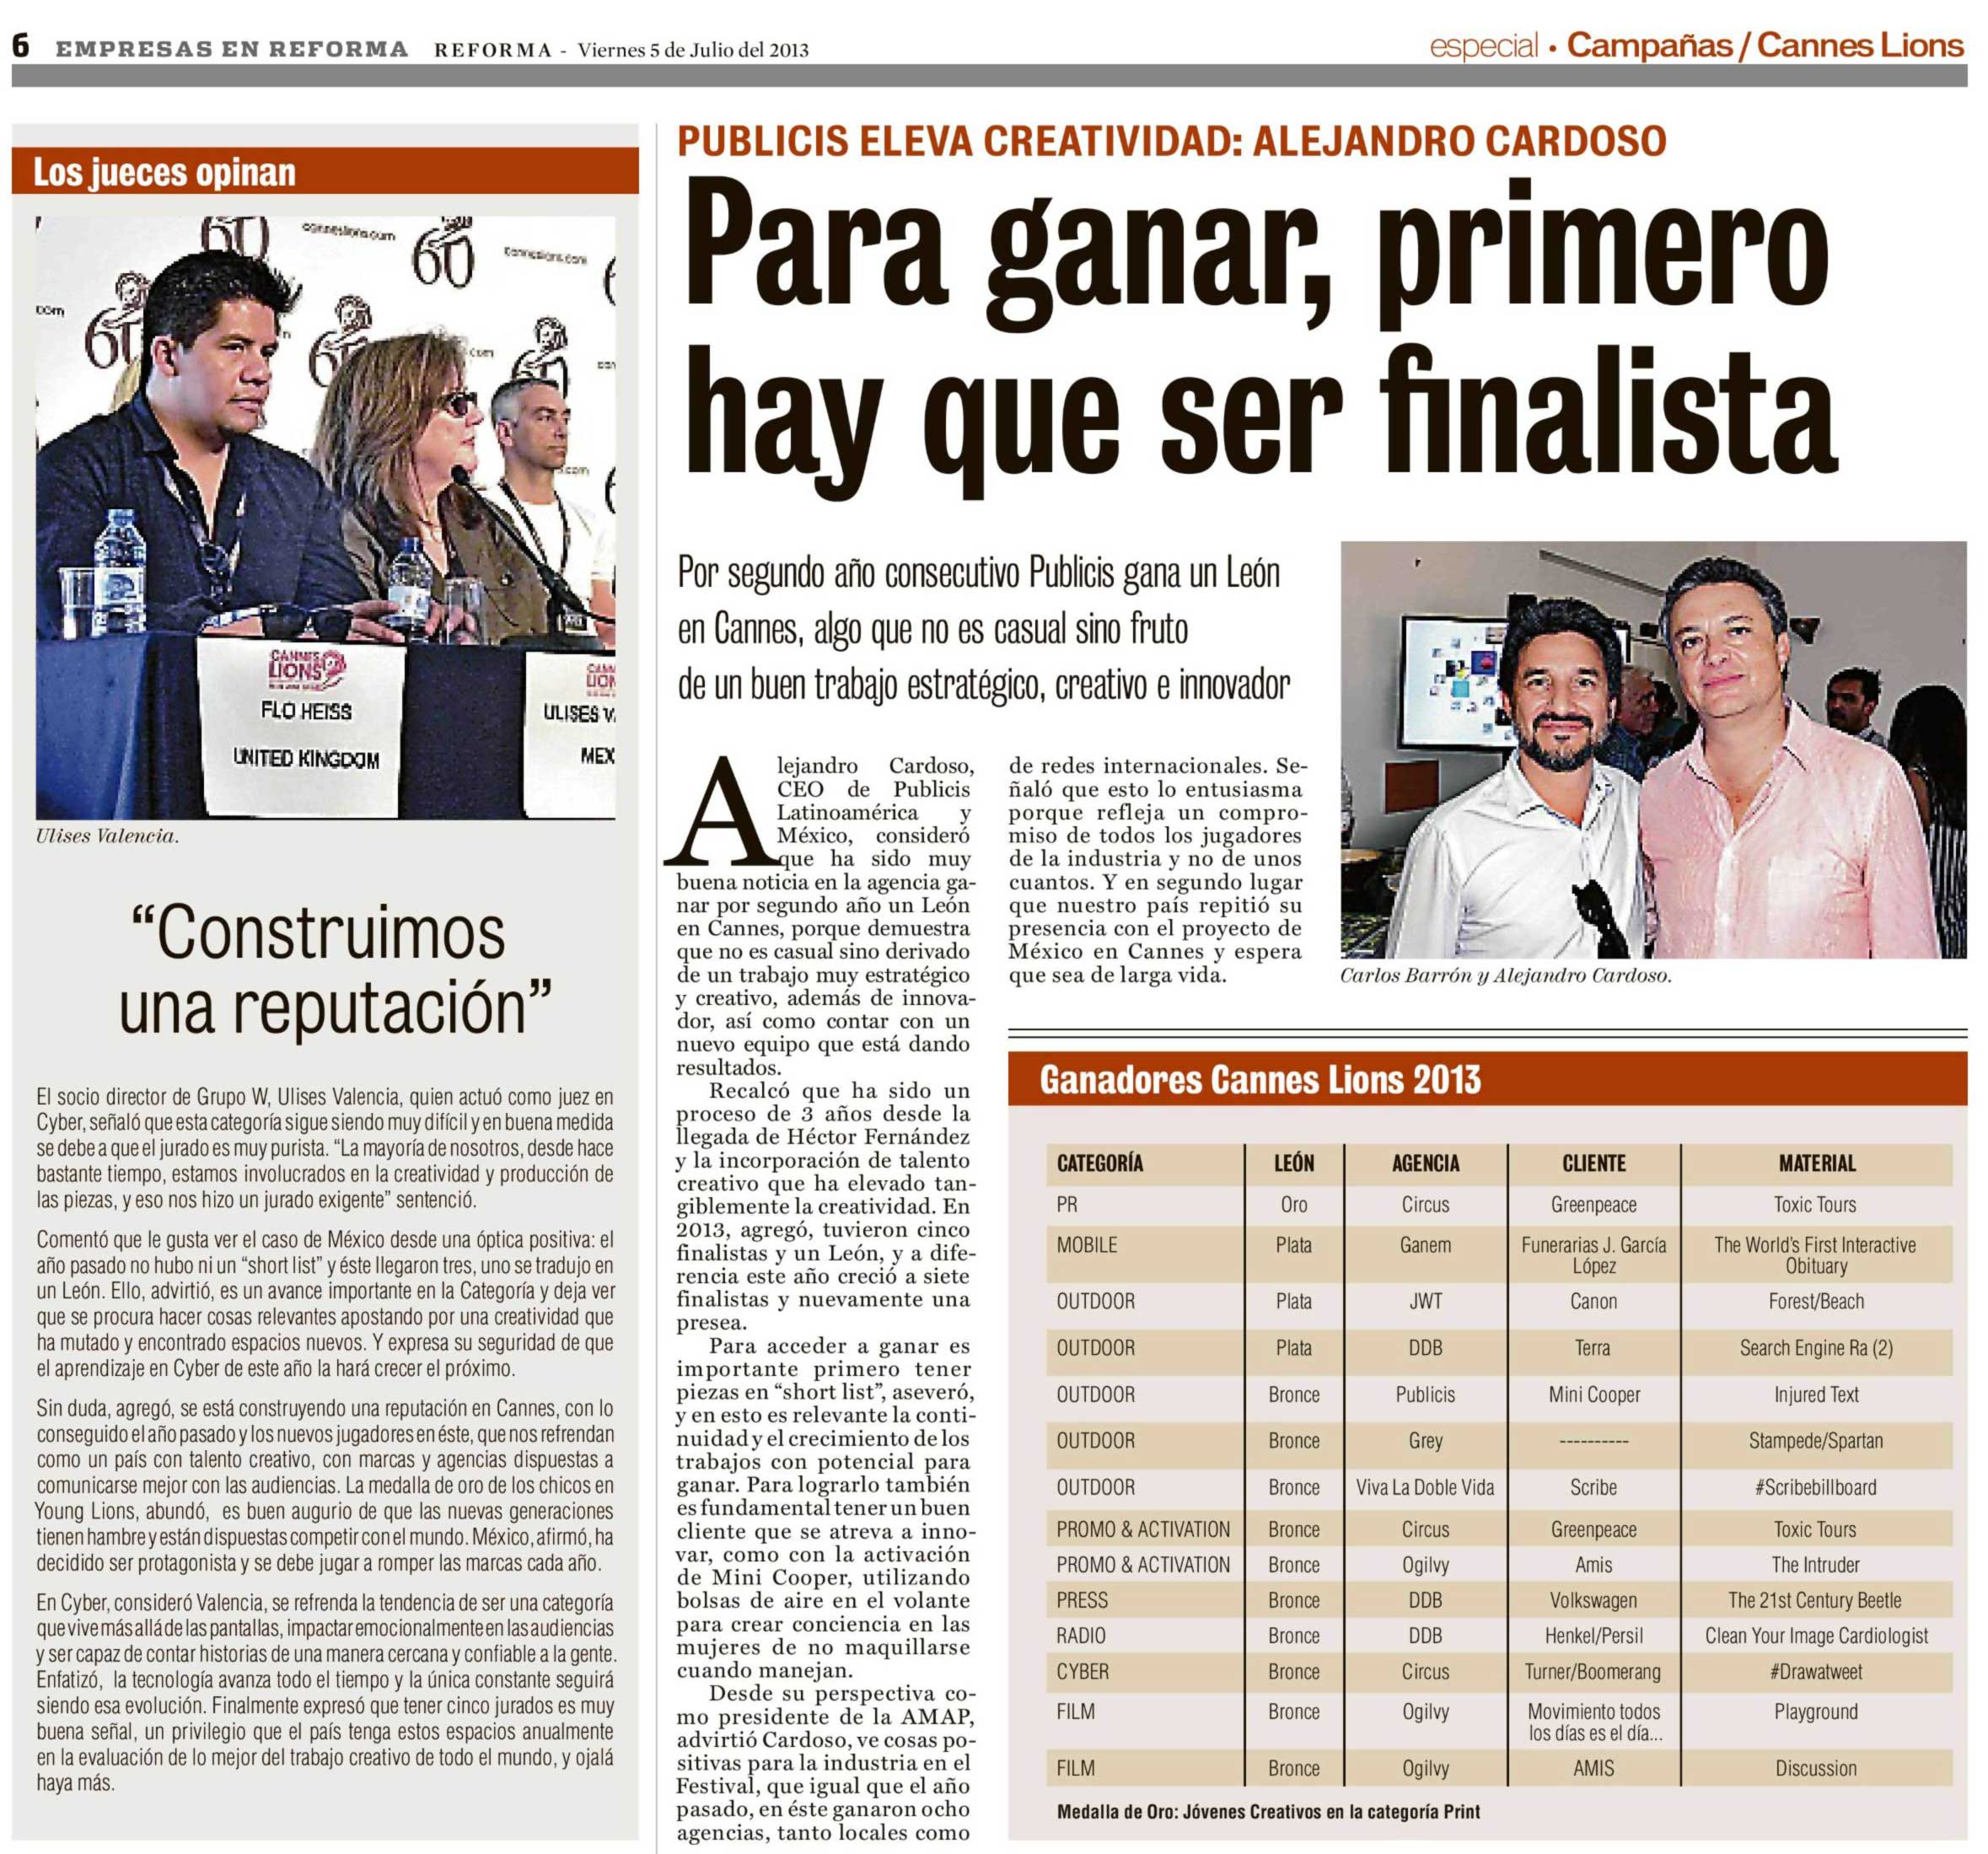 6 EMPRESAS EN REFORMA REFORMA - Viernes 5 de Julio del 2013
especial • Campañas / Cannes Lions
Los jueces opinan
60
canneslions.com
60
canneslions.com
com
CANNES
LIONS
FLO HEISS
UNITED KINGDOM
ULISES V
MEX
Ulises Valencia.
“Construimos
una reputación”
El socio director de Grupo W, Ulises Valencia, quien actuó como juez en
Cyber, señaló que esta categoría sigue siendo muy difícil y en buena medida
se debe a que el jurado es muy purista. “La mayoría de nosotros, desde hace
bastante tiempo, estamos involucrados en la creatividad y producción de
las piezas, y eso nos hizo un jurado exigente” sentenció.
Comentó que le gusta ver el caso de México desde una óptica positiva: el
año pasado no hubo ni un “short list” y éste llegaron tres, uno se tradujo en
un León. Ello, advirtió, es un avance importante en la Categoría y deja ver
que se procura hacer cosas relevantes apostando por una creatividad que
ha mutado y encontrado espacios nuevos. Y expresa su seguridad de que
el aprendizaje en Cyber de este año la hará crecer el próximo.
Sin duda, agregó, se está construyendo una reputación en Cannes, con lo
conseguido el año pasado y los nuevos jugadores en éste, que nos refrendan
como un país con talento creativo, con marcas y agencias dispuestas a
comunicarse mejor con las audiencias. La medalla de oro de los chicos en
Young Lions, abundó, es buen augurio de que las nuevas generaciones
tienen hambre y están dispuestas competir con el mundo. México, afirmó, ha
decidido ser protagonista y se debe jugar a romper las marcas cada año.
En Cyber, consideró Valencia, se refrenda la tendencia de ser una categoría
que vive más allá de las pantallas, impactar emocionalmente en las audiencias
y ser capaz de contar historias de una manera cercana y confiable a la gente.
Enfatizó, la tecnología avanza todo el tiempo y la única constante seguirá
siendo esa evolución. Finalmente expresó que tener cinco jurados es muy
buena señal, un privilegio que el país tenga estos espacios anualmente
en la evaluación de lo mejor del trabajo creativo de todo el mundo, y ojalá
haya más.
PUBLICIS ELEVA CREATIVIDAD: ALEJANDRO CARDOSO
Para ganar, primero
hay que ser finalista
Por segundo año consecutivo Publicis gana un León
en Cannes, algo que no es casual sino fruto
de un buen trabajo estratégico, creativo e innovador
Alejandro Cardoso,
CEO de Publicis
Latinoamérica y
México, consideró
que ha sido muy
buena noticia en la agencia ga-
nar por segundo año un León
en Cannes, porque demuestra
que no es casual sino derivado
de un trabajo muy estratégico
y creativo, además de innova-
dor, así como contar con un
nuevo equipo que está dando
resultados.
Recalcó que ha sido un
proceso de 3 años desde la
llegada de Héctor Fernández
y la incorporación de talento
creativo que ha elevado tan-
giblemente la creatividad. En
2013, agregó, tuvieron cinco
finalistas y un León, y a dife-
rencia este año creció a siete
finalistas y nuevamente una
presea.
Para acceder a ganar es
importante primero tener
piezas en “short list”, aseveró,
y en esto es relevante la conti-
nuidad y el crecimiento de los
trabajos con potencial para
ganar. Para lograrlo también
es fundamental tener un buen
cliente que se atreva a inno-
var, como con la activación
de Mini Cooper, utilizando
bolsas de aire en el volante
para crear conciencia en las
mujeres de no maquillarse
cuando manejan.
Desde su perspectiva co-
mo presidente de la AMAP,
advirtió Cardoso, ve cosas po-
sitivas para la industria en el
Festival, que igual que el año
pasado, en éste ganaron ocho
agencias, tanto locales como
de redes internacionales. Se-
ñaló que esto lo entusiasma
porque refleja un compro-
miso de todos los jugadores
de la industria y no de unos
cuantos. Y en segundo lugar
que nuestro país repitió su
presencia con el proyecto de
México en Cannes y espera
que sea de larga vida.
Carlos Barrón y Alejandro Cardoso.
Ganadores Cannes Lions 2013
CATEGORÍA LEÓN AGENCIA CLIENTE MATERIAL
PR Oro Circus Greenpeace Toxic Tours
MOBILE Plata Ganem Funerarias J. García López The World's First Interactive Obituary
OUTDOOR Plata JWT Canon Forest/Beach
OUTDOOR Plata DDB Terra Search Engine Ra (2)
OUTDOOR Bronce Publicis Mini Cooper Injured Text
OUTDOOR Bronce Grey ---------- Stampede/Spartan
OUTDOOR Bronce Viva La Doble Vida Scribe #Scribebillboard
PROMO & ACTIVATION Bronce Circus Greenpeace Toxic Tours
PROMO & ACTIVATION Bronce Ogilvy Amis The Intruder
PRESS Bronce DDB Volkswagen The 21st Century Beetle
RADIO Bronce DDB Henkel/Persil Clean Your Image Cardiologist
CYBER Bronce Circus Turner/Boomerang #Drawatweet
FILM Bronce Ogilvy Movimiento todos los días es el día... Playground
FILM Bronce Ogilvy AMIS Discussion
Medalla de Oro: Jóvenes Creativos en la categoría Print